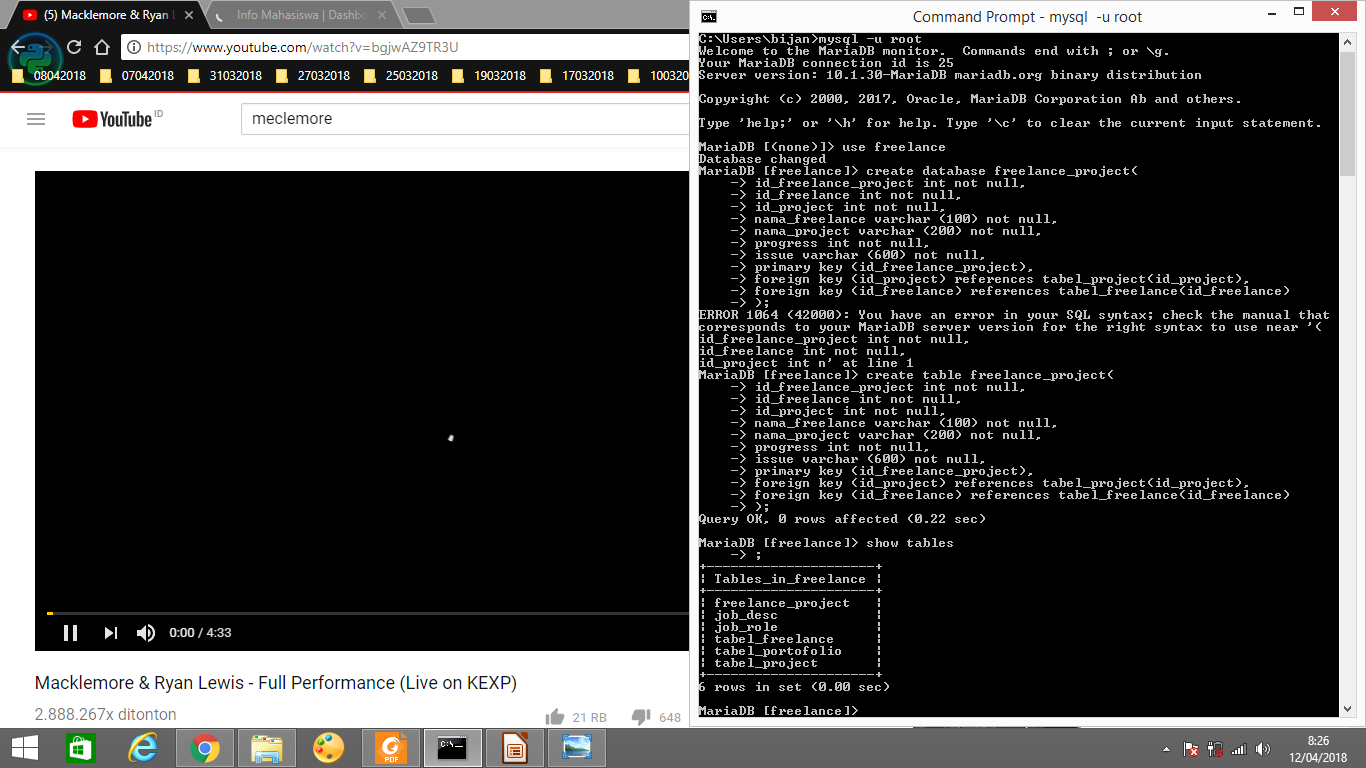 (5) Macklemore & Ryan L
Info Mahasiswa | Dashbo
https://www.youtube.com/watch?v=bgjwAZ9TR3U
08042018 07042018 31032018 27032018 25032018 19032018 17032018 100320
YouTube ID
meclemore
0:00 / 4:33
Macklemore & Ryan Lewis - Full Performance (Live on KEXP)
2.888.267x ditonton
21 RB 648
Command Prompt - mysql -u root
C:\Users\bijan>mysql -u root
Welcome to the MariaDB monitor. Commands end with ; or \g.
Your MariaDB connection id is 25
Server version: 10.1.30-MariaDB mariadb.org binary distribution
Copyright (c) 2000, 2017, Oracle, MariaDB Corporation Ab and others.
Type 'help;' or '\h' for help. Type '\c' to clear the current input statement.
MariaDB [(none)]> use freelance
Database changed
MariaDB [freelance]> create database freelance_project(
-> id_freelance_project int not null,
-> id_freelance int not null,
-> id_project int not null,
-> nama_freelance varchar (100) not null,
-> nama_project varchar (200) not null,
-> progress int not null,
-> issue varchar (600) not null,
-> primary key (id_freelance_project),
-> foreign key (id_project) references tabel_project(id_project),
-> foreign key (id_freelance) references tabel_freelance(id_freelance)
-> );
ERROR 1064 (42000): You have an error in your SQL syntax; check the manual that
corresponds to your MariaDB server version for the right syntax to use near '(
id_freelance_project int not null,
id_freelance int not null,
id_project int n' at line 1
MariaDB [freelance]> create table freelance_project(
-> id_freelance_project int not null,
-> id_freelance int not null,
-> id_project int not null,
-> nama_freelance varchar (100) not null,
-> nama_project varchar (200) not null,
-> progress int not null,
-> issue varchar (600) not null,
-> primary key (id_freelance_project),
-> foreign key (id_project) references tabel_project(id_project),
-> foreign key (id_freelance) references tabel_freelance(id_freelance)
-> );
Query OK, 0 rows affected (0.22 sec)
MariaDB [freelance]> show tables
-> ;
+---------------------+
| Tables_in_freelance |
+---------------------+
| freelance_project |
| job_desc |
| job_role |
| tabel_freelance |
| tabel_portofolio |
| tabel_project |
+---------------------+
6 rows in set (0.00 sec)
MariaDB [freelance]>
PDF
C:\
8:26
12/04/2018